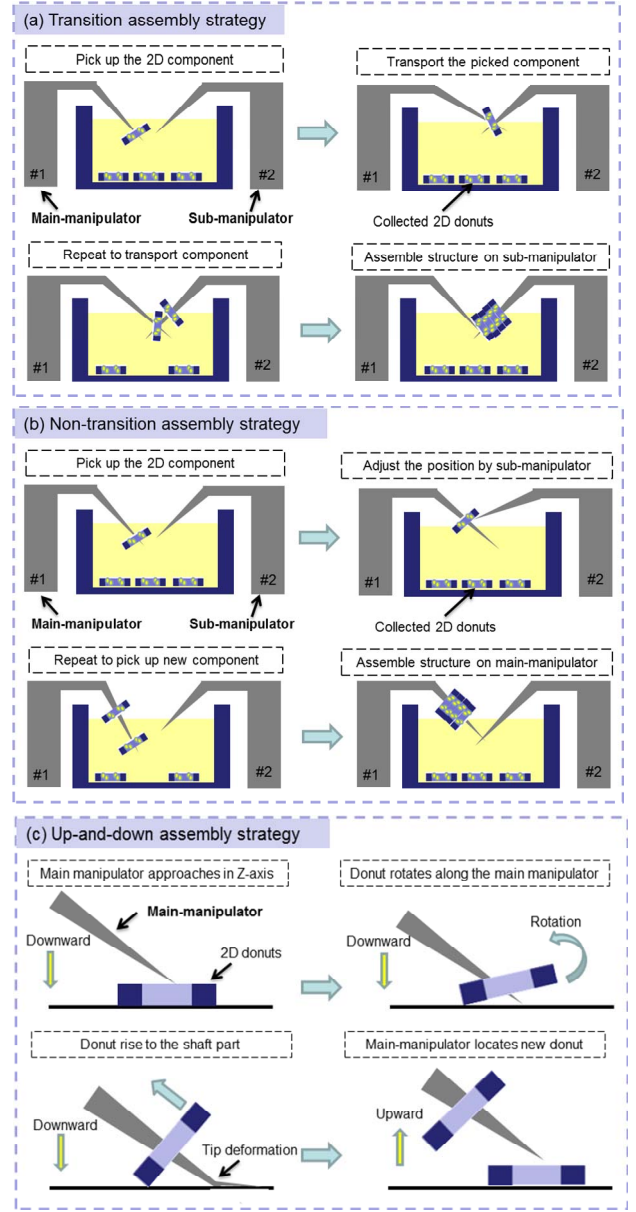 (a) Transition assembly strategy
Pick up the 2D component
Transport the picked component
#1
#2
#1
#2
Main-manipulator
Sub-manipulator
Collected 2D donuts
Repeat to transport component
Assemble structure on sub-manipulator
#1
#2
#1
#2
(b) Non-transition assembly strategy
Pick up the 2D component
Adjust the position by sub-manipulator
#1
#2
#1
#2
Main-manipulator
Sub-manipulator
Collected 2D donuts
Repeat to pick up new component
Assemble structure on main-manipulator
#1
#2
#1
#2
(c) Up-and-down assembly strategy
Main manipulator approaches in Z-axis
Donut rotates along the main manipulator
Main-manipulator
Rotation
Downward
2D donuts
Downward
Donut rise to the shaft part
Main-manipulator locates new donut
Downward
Tip deformation
Upward